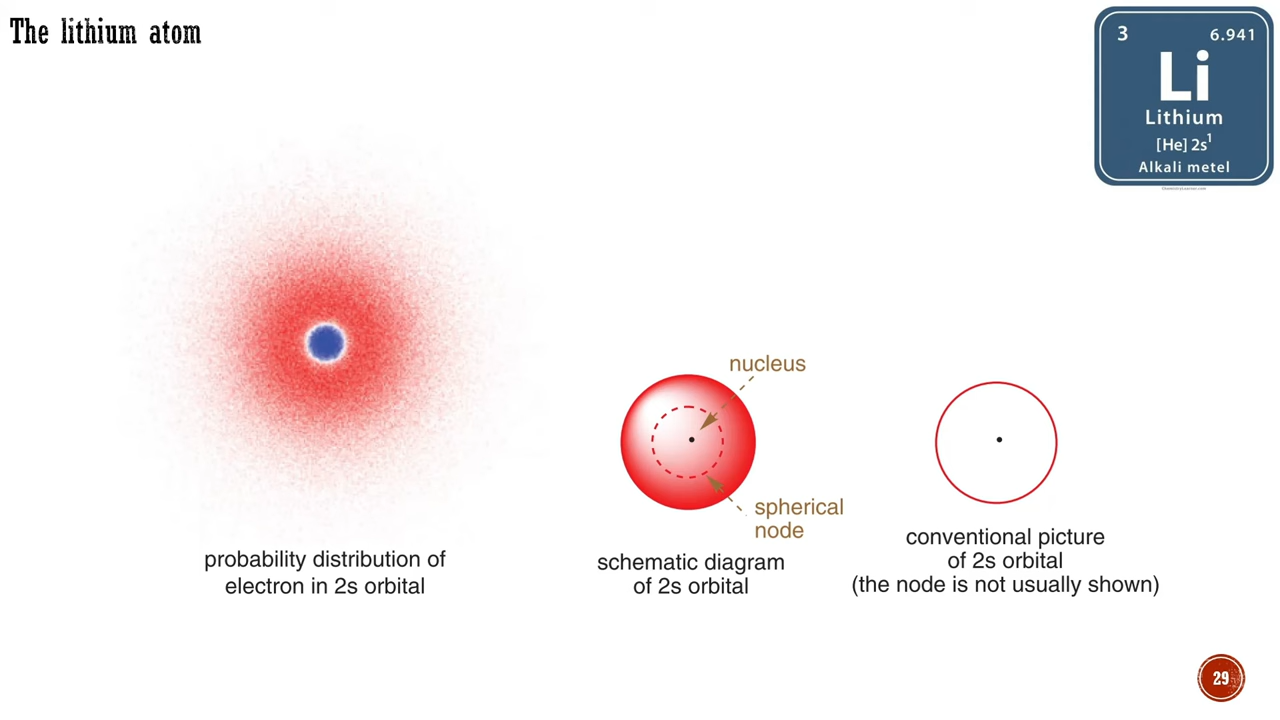 The lithium atom
3 6.941
Li
Lithium
[He] 2s1
Alkali metel
nucleus
spherical
node
probability distribution of
electron in 2s orbital
schematic diagram
of 2s orbital
conventional picture
of 2s orbital
(the node is not usually shown)
29